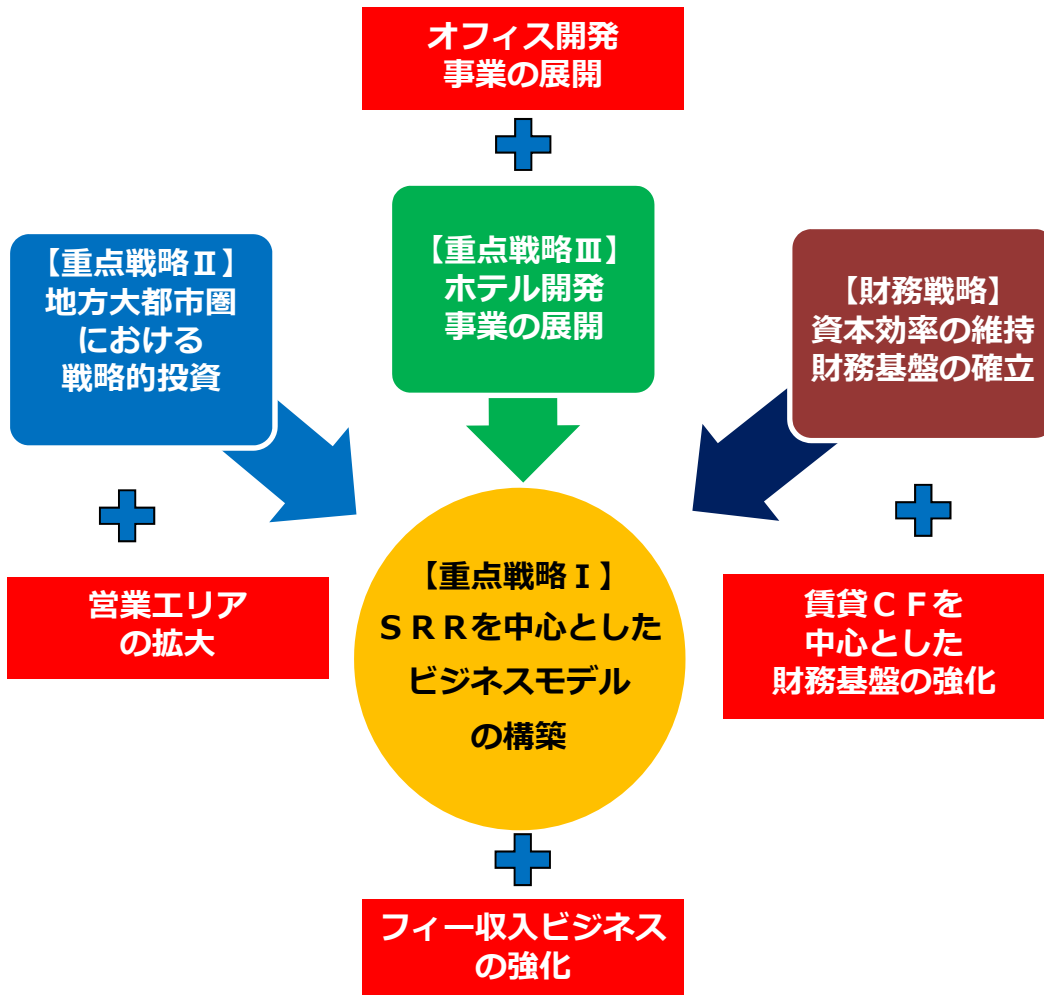 オフィス開発
事業の展開
【重点戦略Ⅱ】
地方大都市圏
における
戦略的投資
【重点戦略Ⅲ】
ホテル開発
事業の展開
【財務戦略】
資本効率の維持
財務基盤の確立
営業エリア
の拡大
【重点戦略Ⅰ】
ＳＲＲを中心とした
ビジネスモデル
の構築
賃貸ＣＦを
中心とした
財務基盤の強化
フィー収入ビジネス
の強化